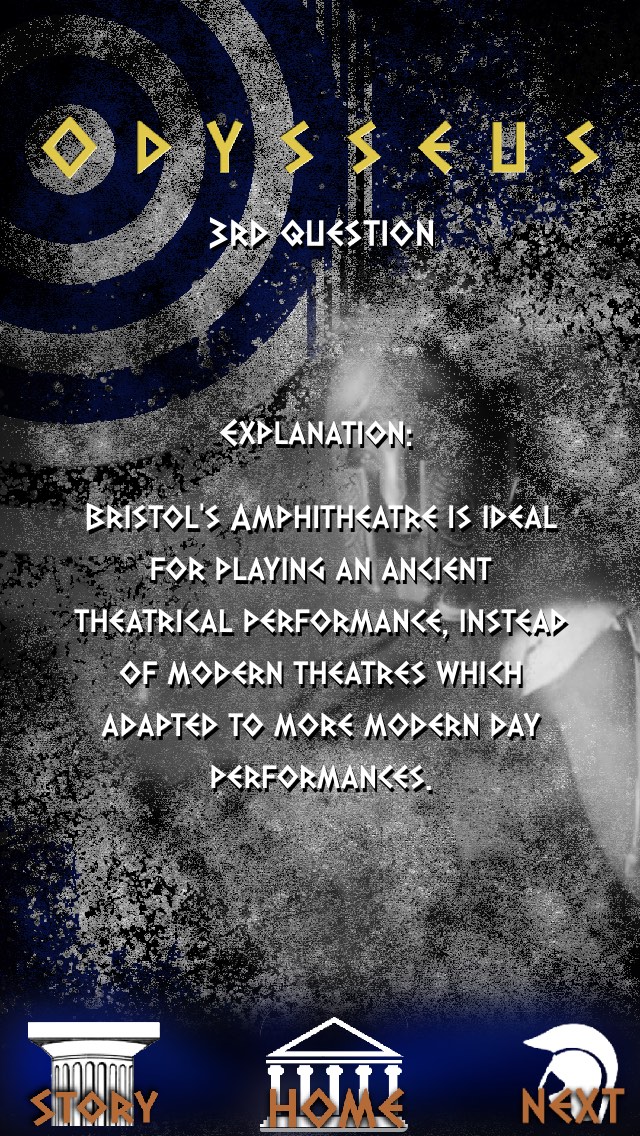 ODYSSEUS
3RD QUESTION
EXPLANATION:
BRISTOL'S AMPHITHEATRE IS IDEAL
FOR PLAYING AN ANCIENT
THEATRICAL PERFORMANCE, INSTEAD
OF MODERN THEATRES WHICH
ADAPTED TO MORE MODERN DAY
PERFORMANCES.
STORY HOME NEXT